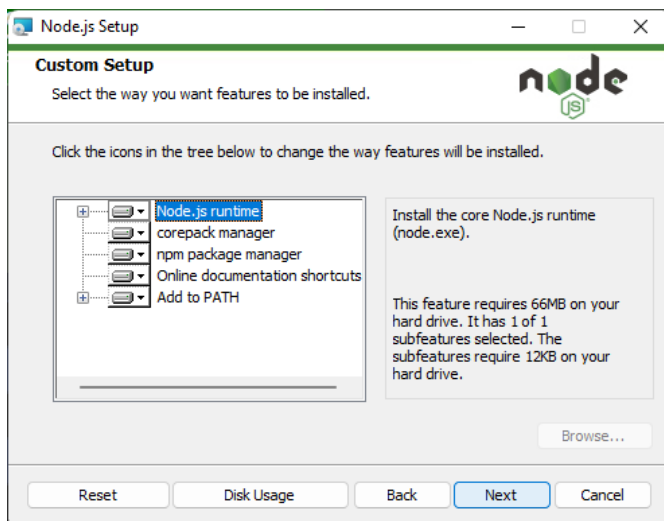 Node.js Setup
Custom Setup
Select the way you want features to be installed.
node
JS
Click the icons in the tree below to change the way features will be installed.
Node.js runtime
corepack manager
npm package manager
Online documentation shortcuts
Add to PATH
Install the core Node.js runtime
(node.exe).
This feature requires 66MB on your
hard drive. It has 1 of 1
subfeatures selected. The
subfeatures require 12KB on your
hard drive.
Browse...
Reset
Disk Usage
Back
Next
Cancel